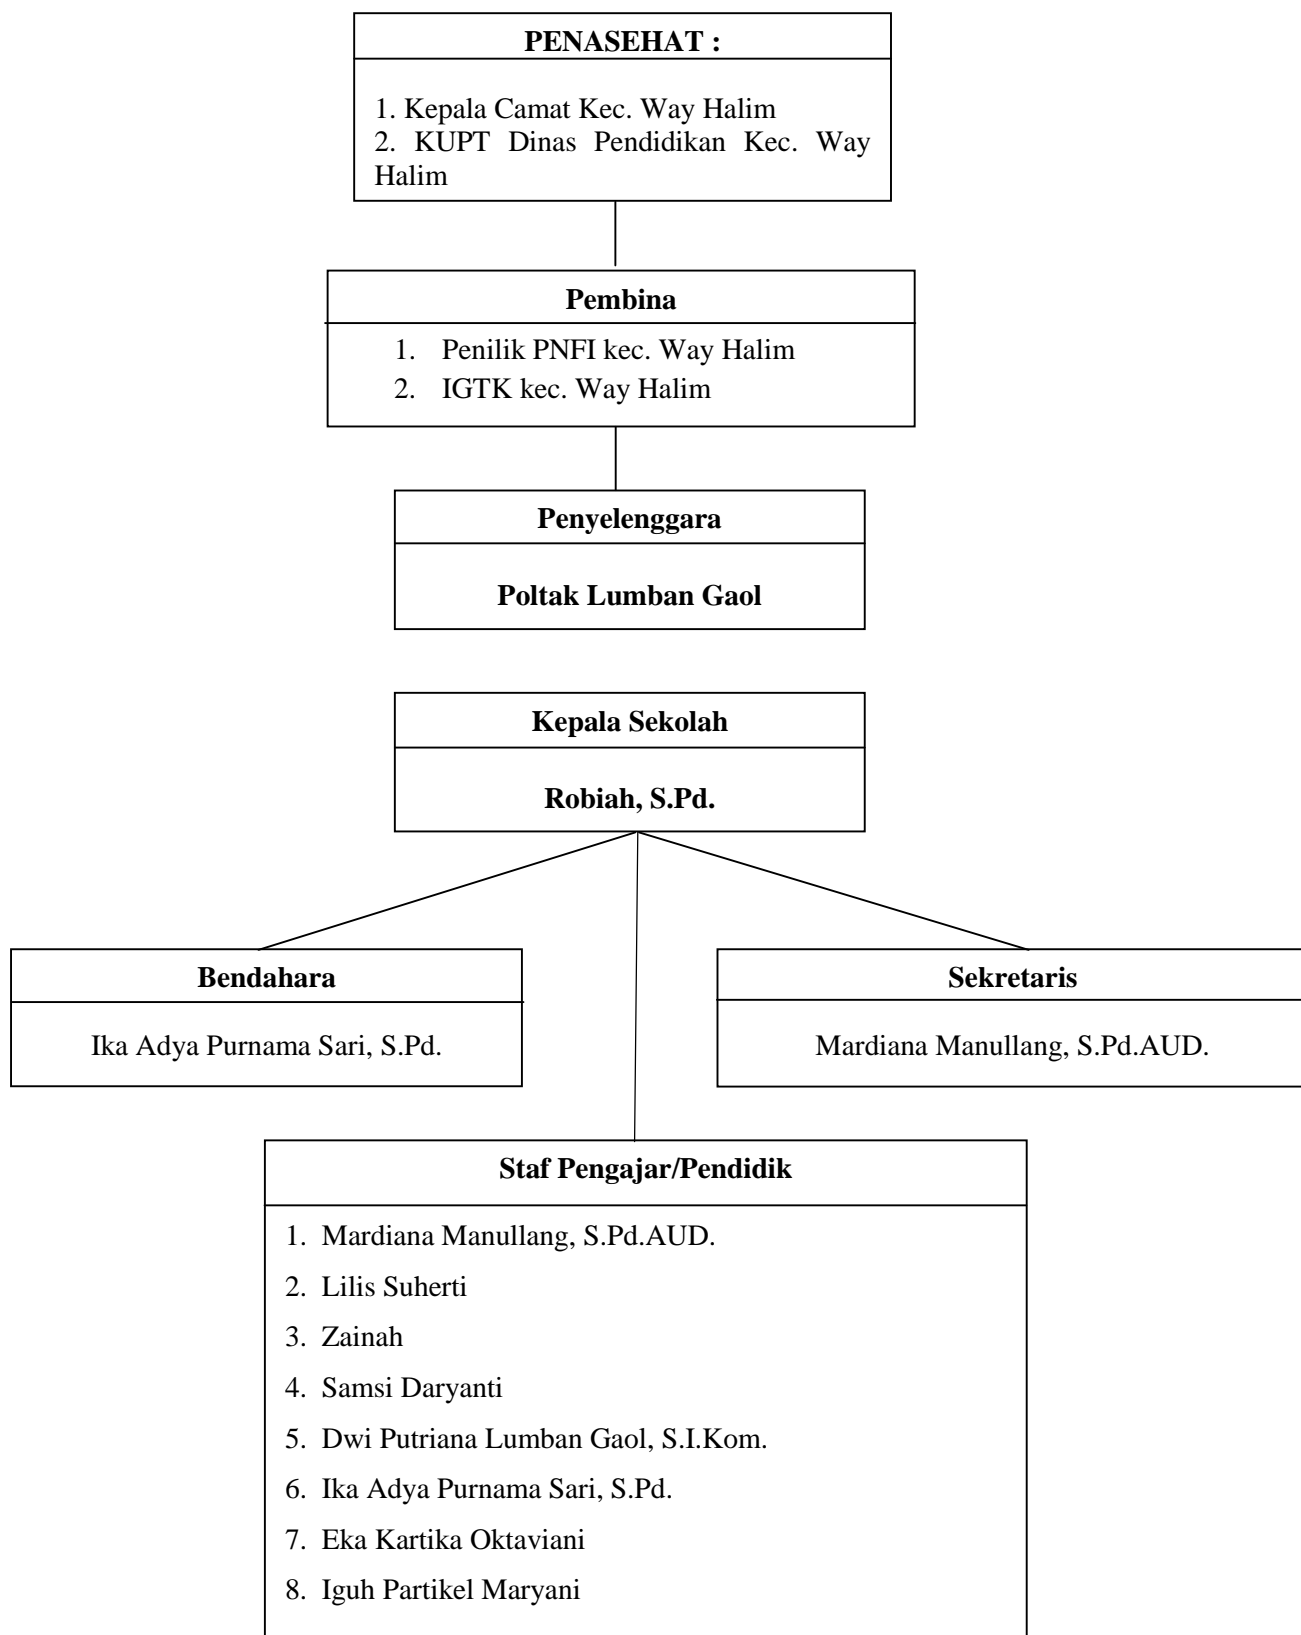 PENASEHAT :
1. Kepala Camat Kec. Way Halim
2. KUPT Dinas Pendidikan Kec. Way
Halim
Pembina
1. Penilik PNFI kec. Way Halim
2. IGTK kec. Way Halim
Penyelenggara
Poltak Lumban Gaol
Kepala Sekolah
Robiah, S.Pd.
Bendahara
Ika Adya Purnama Sari, S.Pd.
Sekretaris
Mardiana Manullang, S.Pd.AUD.
Staf Pengajar/Pendidik
1. Mardiana Manullang, S.Pd.AUD.
2. Lilis Suherti
3. Zainah
4. Samsi Daryanti
5. Dwi Putriana Lumban Gaol, S.I.Kom.
6. Ika Adya Purnama Sari, S.Pd.
7. Eka Kartika Oktaviani
8. Iguh Partikel Maryani